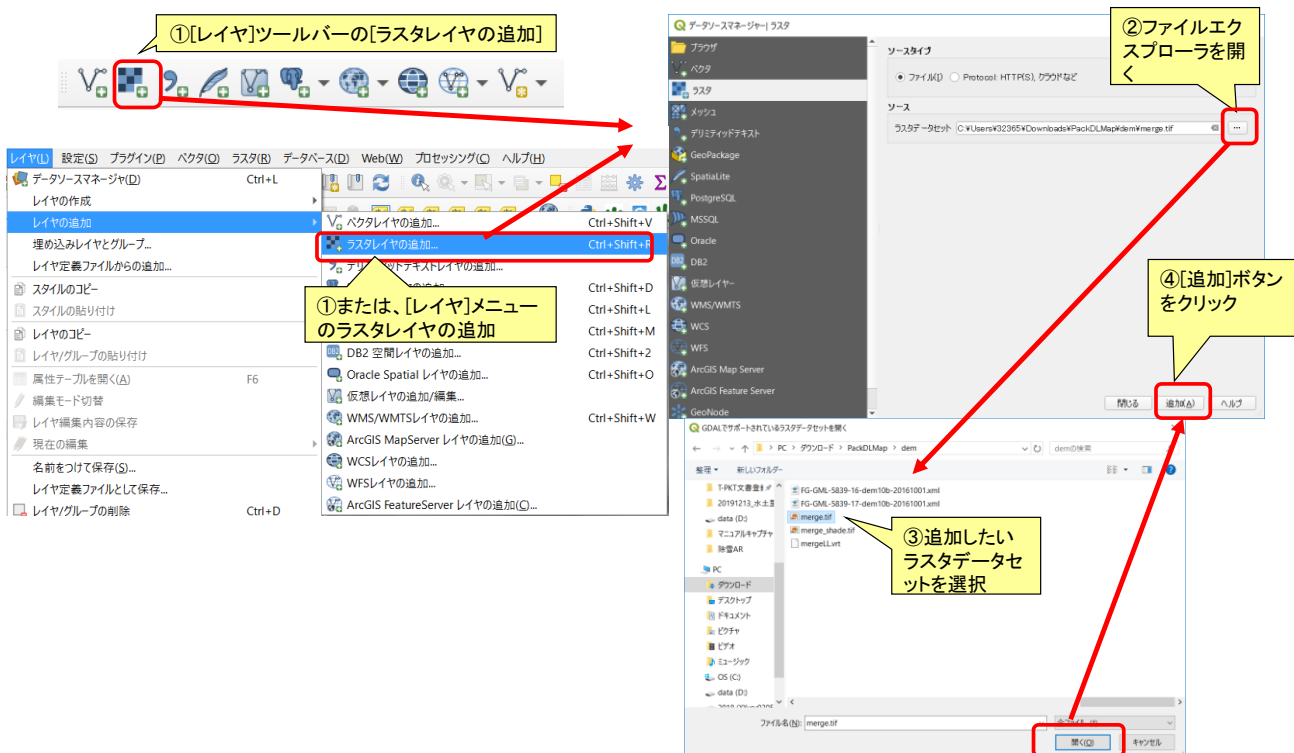 ①[レイヤ]ツールバーの[ラスタレイヤの追加]
レイヤ(L) 設定(S) プラグイン(P) ベクタ(O) ラスタ(R) データベース(D) Web(W) プロセッシング(C) ヘルプ(H)
データソースマネージャ(D) Ctrl+L
レイヤの作成
レイヤの追加
埋め込みレイヤとグループ...
レイヤ定義ファイルからの追加...
スタイルのコピー
スタイルの貼り付け
レイヤのコピー
レイヤ/グループの貼り付け
属性テーブルを開く(A) F6
編集モード切替
レイヤ編集内容の保存
現在の編集
名前をつけて保存(S)...
レイヤ定義ファイルとして保存...
レイヤ/グループの削除 Ctrl+D
ベクタレイヤの追加... Ctrl+Shift+V
ラスタレイヤの追加... Ctrl+Shift+R
デリミティッドテキストレイヤの追加...
Ctrl+Shift+D
Ctrl+Shift+L
Ctrl+Shift+M
DB2 空間レイヤの追加... Ctrl+Shift+2
Oracle Spatial レイヤの追加... Ctrl+Shift+O
仮想レイヤの追加/編集...
WMS/WMTSレイヤの追加... Ctrl+Shift+W
ArcGIS MapServer レイヤの追加(G)...
WCSレイヤの追加...
WFSレイヤの追加...
ArcGIS FeatureServer レイヤの追加(C)...
①または、[レイヤ]メニュー
のラスタレイヤの追加
データソースマネージャ| ラスタ
ブラウザ
ベクタ
ラスタ
メッシュ
デリミティッドテキスト
GeoPackage
SpatiaLite
PostgreSQL
MSSQL
Oracle
DB2
仮想レイヤー
WMS/WMTS
WCS
WFS
ArcGIS Map Server
ArcGIS Feature Server
GeoNode
ソースタイプ
ファイル(I) Protocol: HTTP(S), クラウドなど
ソース
ラスタデータセット C:¥Users¥32365¥Downloads¥PackDLMap¥dem¥merge.tif ...
閉じる 追加(A) ヘルプ
②ファイルエク
スプローラを開
く
④[追加]ボタン
をクリック
GDALでサポートされているラスタデータセットを開く
PC > ダウンロード > PackDLMap > dem demの検索
整理 新しいフォルダー
20191213_水土里
data (D:)
マニュアルキャプチャ
除雪AR
PC
ダウンロード
デスクトップ
ドキュメント
ピクチャ
ビデオ
ミュージック
OS (C:)
data (D:)
FG-GML-5839-16-dem10b-20161001.xml
FG-GML-5839-17-dem10b-20161001.xml
merge.tif
merge_shade.tif
mergeLL.vrt
③追加したい
ラスタデータセ
ットを選択
ファイル名(N): merge.tif
開く(O) キャンセル